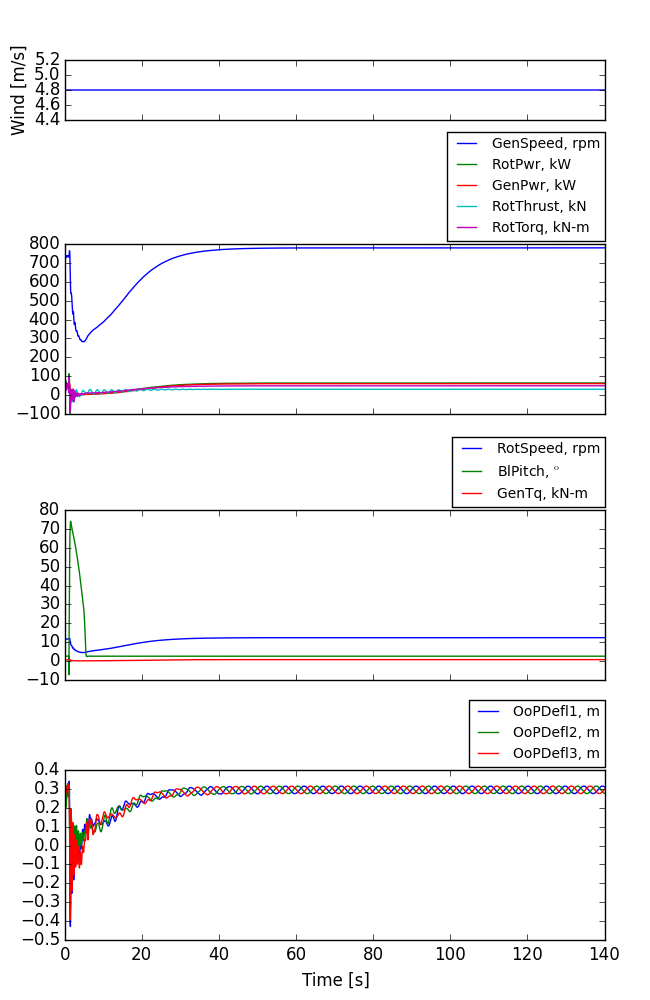 Wind [m/s]
5.2
5.0
4.8
4.6
4.4
GenSpeed, rpm
RotPwr, kW
GenPwr, kW
RotThrust, kN
RotTorq, kN-m
800
700
600
500
400
300
200
100
0
−100
RotSpeed, rpm
BlPitch, °
GenTq, kN-m
80
70
60
50
40
30
20
10
0
−10
OoPDefl1, m
OoPDefl2, m
OoPDefl3, m
0.4
0.3
0.2
0.1
0.0
−0.1
−0.2
−0.3
−0.4
−0.5
0 20 40 60 80 100 120 140
Time [s]